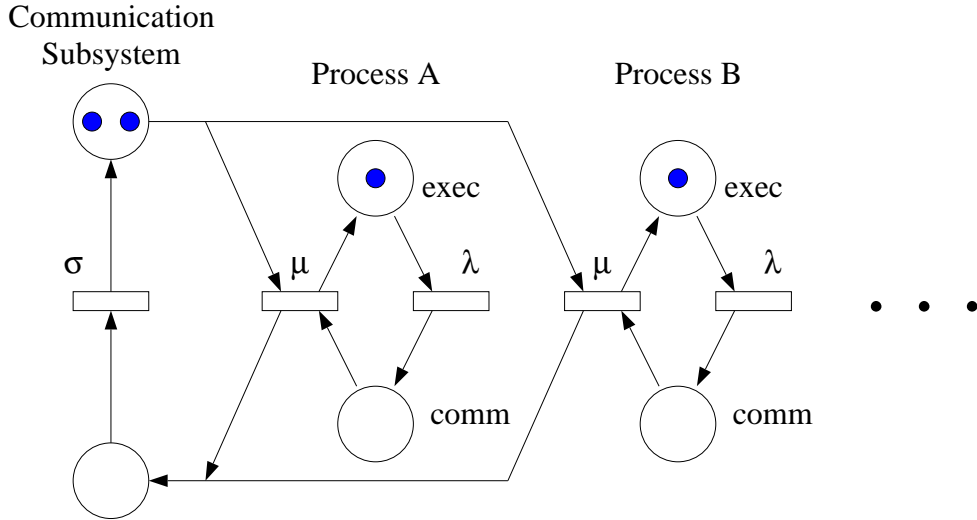 Communication
Subsystem
Process A
Process B
exec
exec
σ
μ
λ
μ
λ
comm
comm